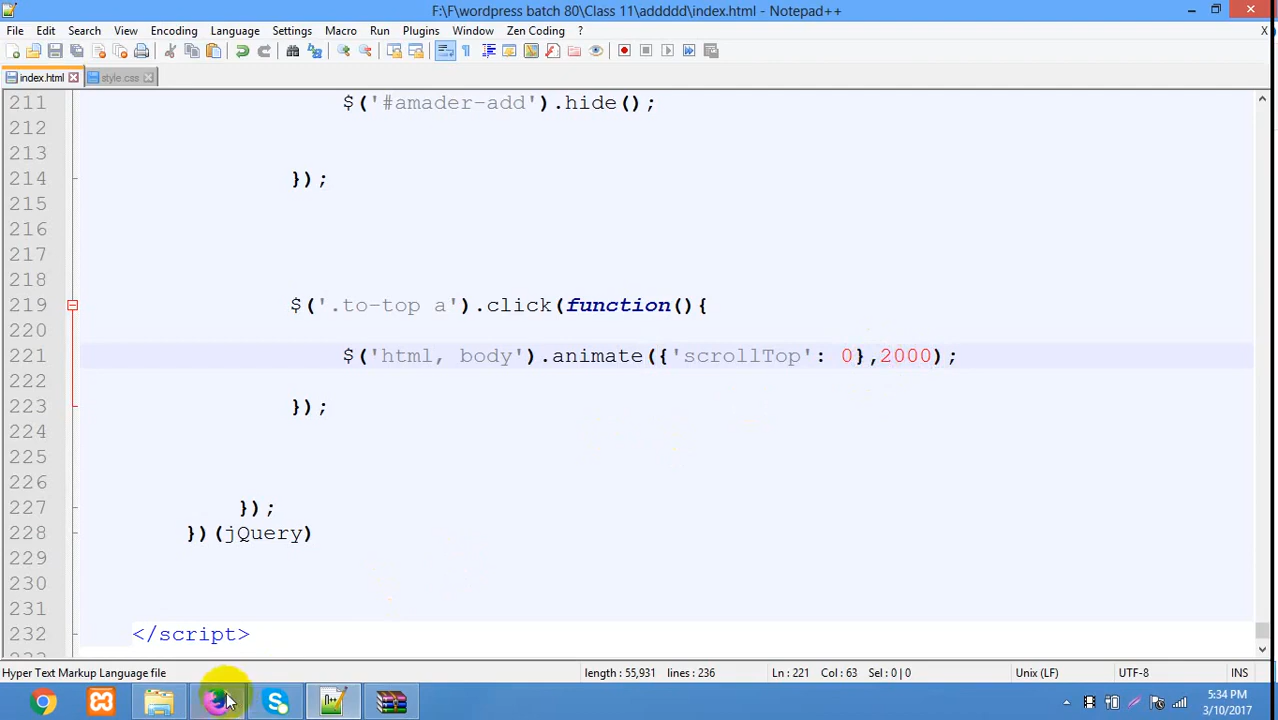 F:\F\wordpress batch 80\Class 11\addddd\index.html - Notepad++
File Edit Search View Encoding Language Settings Macro Run Plugins Window Zen Coding ? X
index.html style.css
211 $('#amader-add').hide();
212
213
214 });
215
216
217
218
219 $('.to-top a').click(function(){
220
221 $('html, body').animate({'scrollTop': 0},2000);
222
223 });
224
225
226
227 });
228 })(jQuery)
229
230
231
232 </script>
Hyper Text Markup Language file length : 55,931 lines : 236 Ln : 221 Col : 63 Sel : 0 | 0 Unix (LF) UTF-8 INS
5:34 PM
3/10/2017